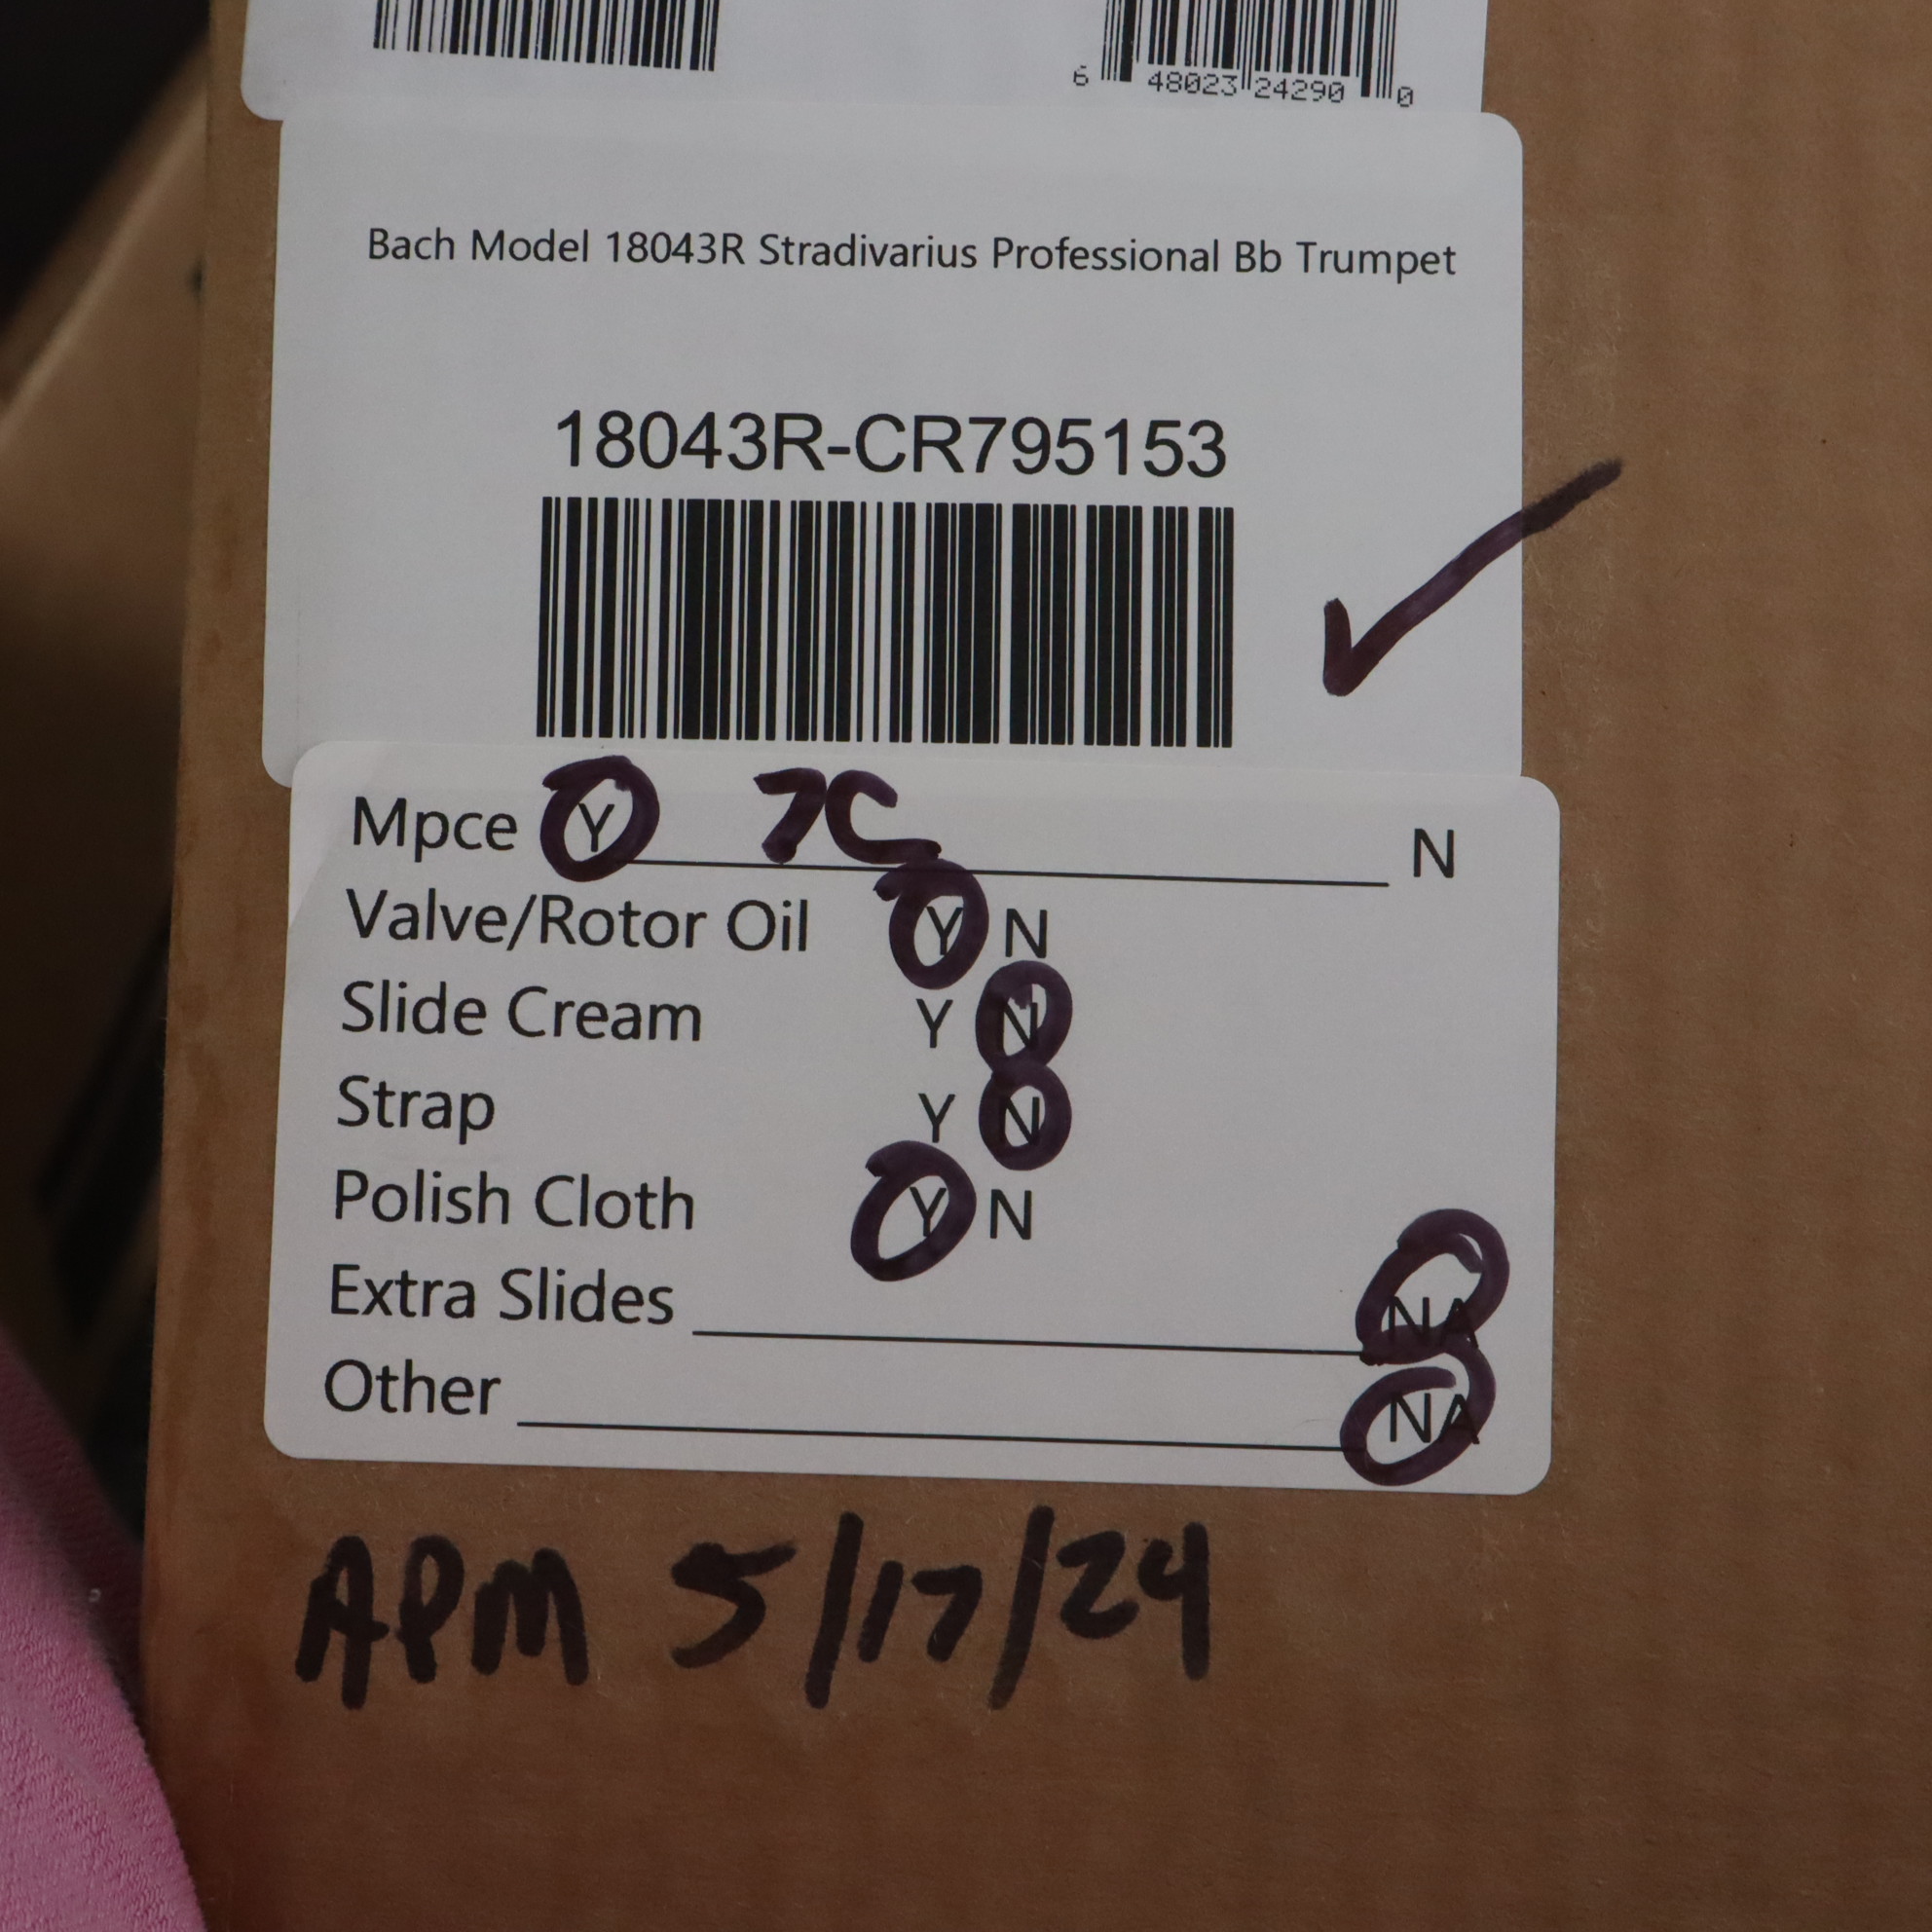 6 48023 24290 0
Bach Model 18043R Stradivarius Professional Bb Trumpet
18043R-CR795153
Mpce Y 7C N
Valve/Rotor Oil Y N
Slide Cream Y N
Strap Y N
Polish Cloth Y N
Extra Slides NA
Other NA
APM 5/17/24